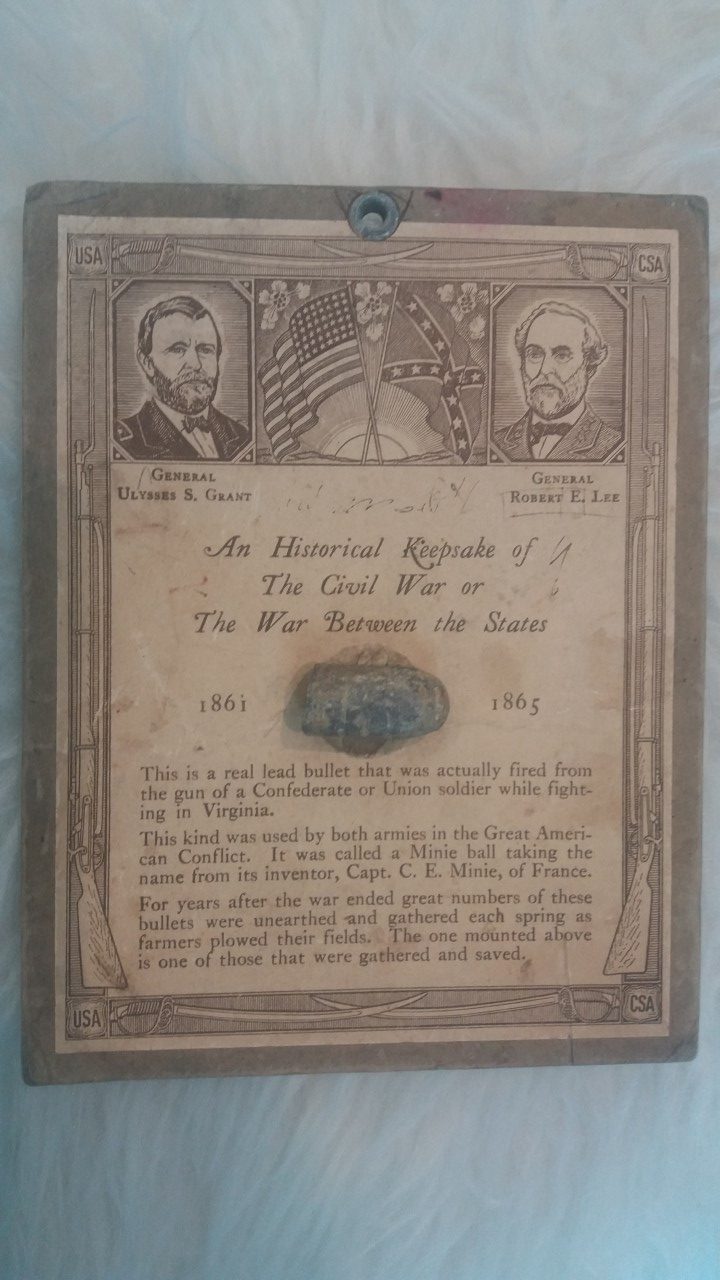 USA
CSA
GENERAL
ULYSSES S. GRANT
GENERAL
ROBERT E. LEE
An Historical Keepsake of
The Civil War or
The War Between the States
1861
1865
This is a real lead bullet that was actually fired from
the gun of a Confederate or Union soldier while fight-
ing in Virginia.
This kind was used by both armies in the Great Ameri-
can Conflict. It was called a Minie ball taking the
name from its inventor, Capt. C. E. Minie, of France.
For years after the war ended great numbers of these
bullets were unearthed and gathered each spring as
farmers plowed their fields. The one mounted above
is one of those that were gathered and saved.
USA
CSA